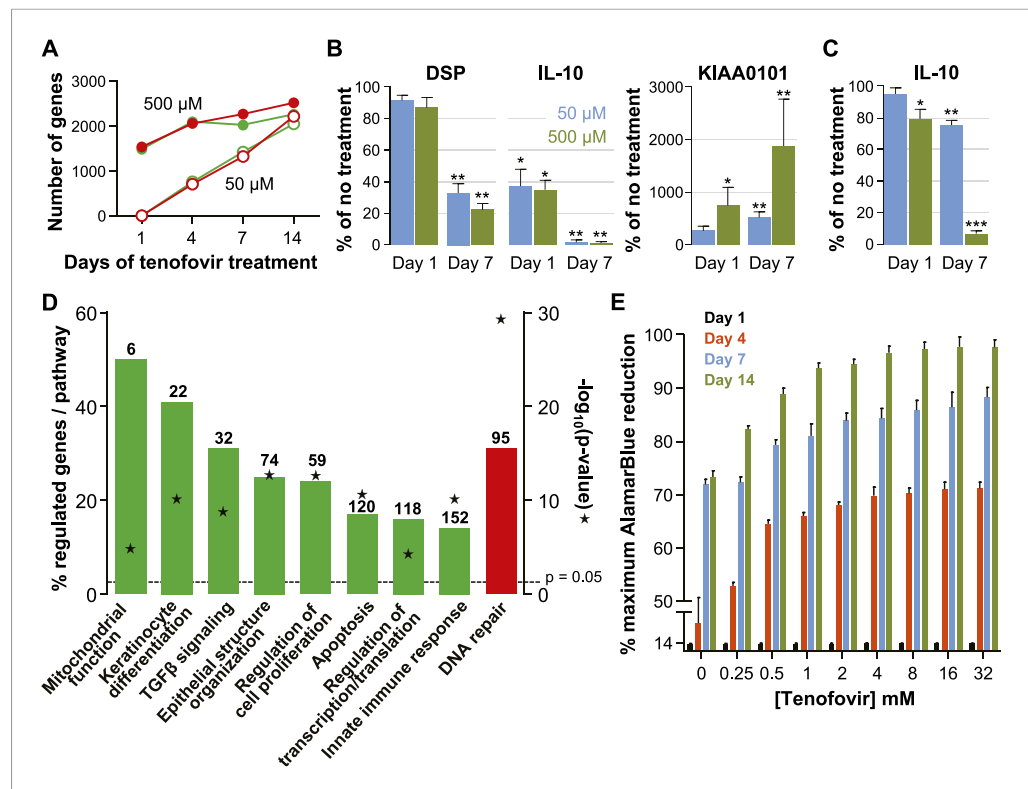 A
Number of genes
3000
2000
1000
0
500 µM
50 µM
1 4 7 14
Days of tenofovir treatment
B
% of no treatment
DSP IL-10
100
80
60
40
20
0
50 µM
500 µM
** ** * * ** **
Day 1 Day 7 Day 1 Day 7
% of no treatment
KIAA0101
3000
2000
1000
0
* ** **
Day 1 Day 7
C
% of no treatment
IL-10
100
80
60
40
20
0
* ** ***
Day 1 Day 7
D
% regulated genes / pathway
60
40
20
0
6 22 32 74 59 120 118 152 95
30
20
10
0
-log10(p-value) ★
p = 0.05
Mitochondrial
function
Keratinocyte
differentiation
TGFβ signaling
Epithelial structure
organization
Regulation of
cell proliferation
Apoptosis
Regulation of
transcription/translation
Innate immune response
DNA repair
E
% maximum AlamarBlue reduction
100
90
80
70
60
50
14
Day 1
Day 4
Day 7
Day 14
0 0.25 0.5 1 2 4 8 16 32
[Tenofovir] mM